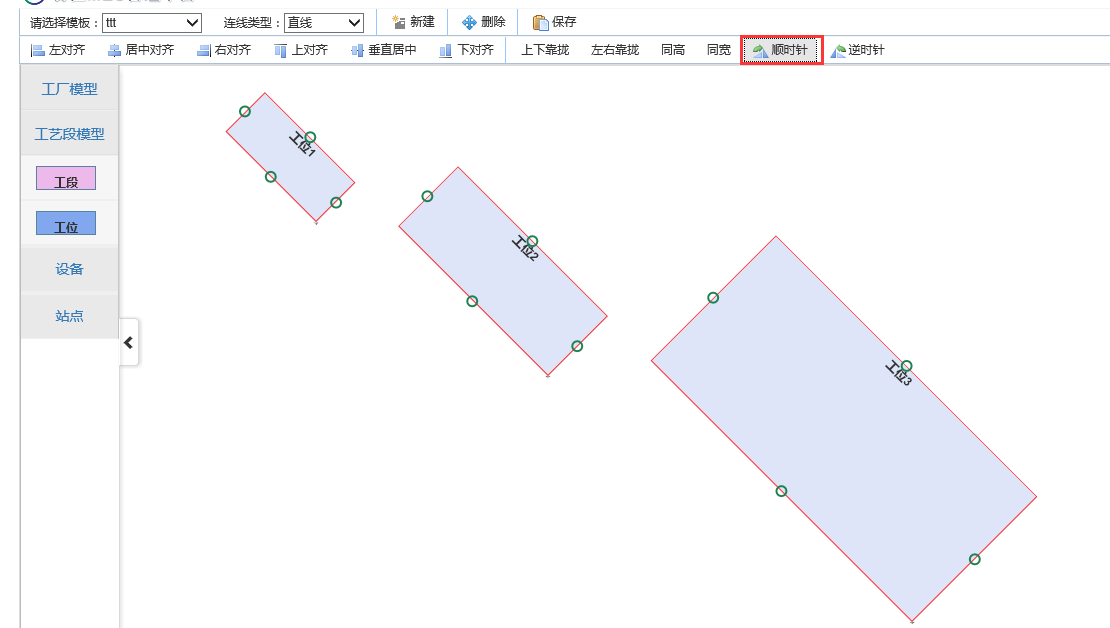 请选择模板： ttt 连线类型： 直线 新建 删除 保存
左对齐 居中对齐 右对齐 上对齐 垂直居中 下对齐 上下靠拢 左右靠拢 同高 同宽 顺时针 逆时针
工厂模型
工艺段模型
工段
工位
设备
站点
工位1
工位2
工位3